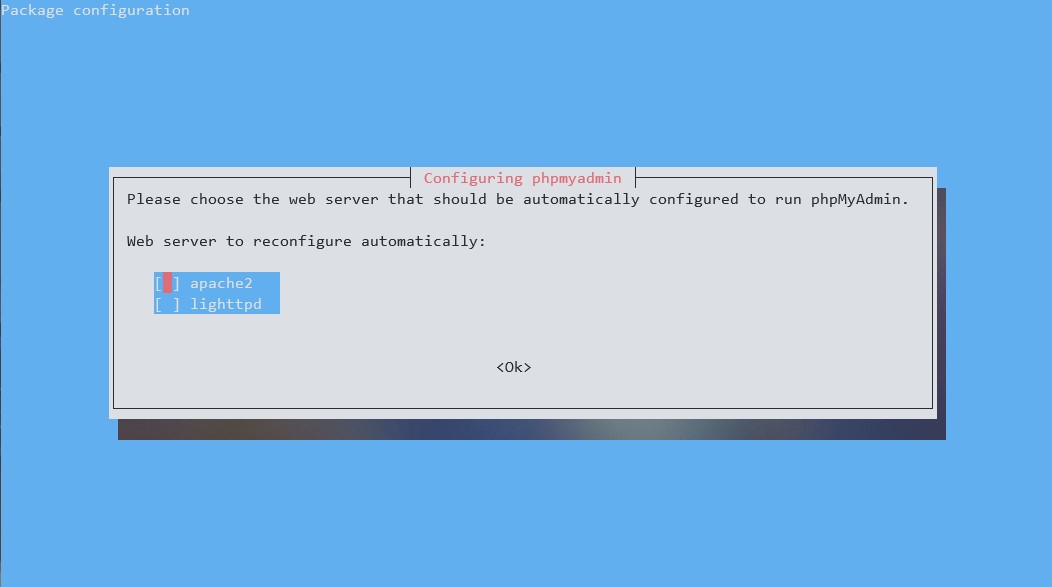 Package configuration
Configuring phpmyadmin
Please choose the web server that should be automatically configured to run phpMyAdmin.
Web server to reconfigure automatically:
[ ] apache2
[ ] lighttpd
<Ok>